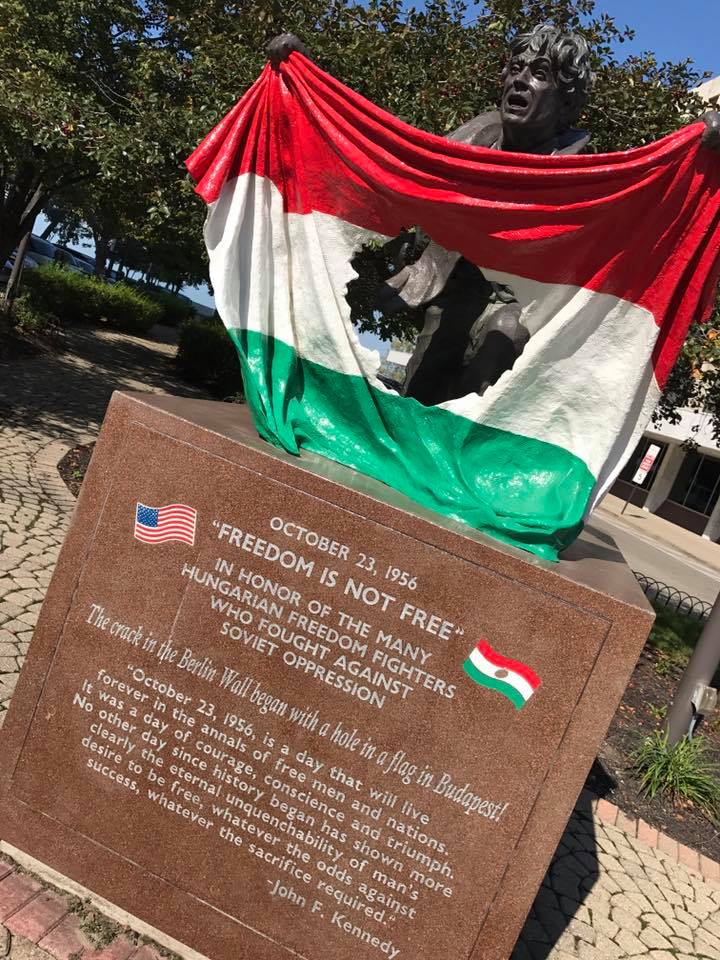 OCTOBER 23, 1956
"FREEDOM IS NOT FREE"
IN HONOR OF THE MANY
HUNGARIAN FREEDOM FIGHTERS
WHO FOUGHT AGAINST
SOVIET OPPRESSION
The crack in the Berlin Wall began with a hole in a flag in Budapest!
"October 23, 1956, is a day that will live
forever in the annals of free men and nations.
It was a day of courage, conscience and triumph.
No other day since history began has shown more
clearly the eternal unquenchability of man's
desire to be free, whatever the odds against
success, whatever the sacrifice required."
-John F. Kennedy